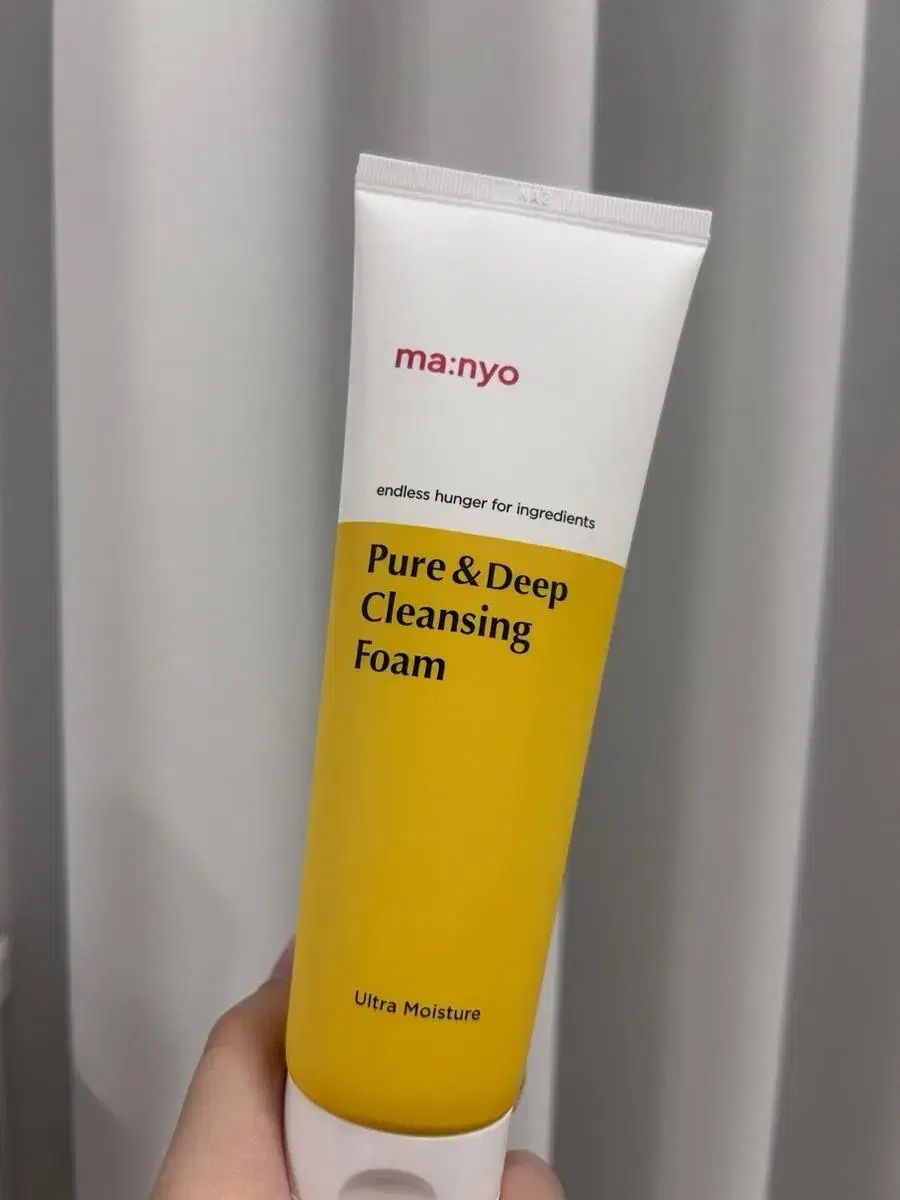 ma:nyo
endless hunger for ingredients
Pure & Deep
Cleansing
Foam
Ultra Moisture